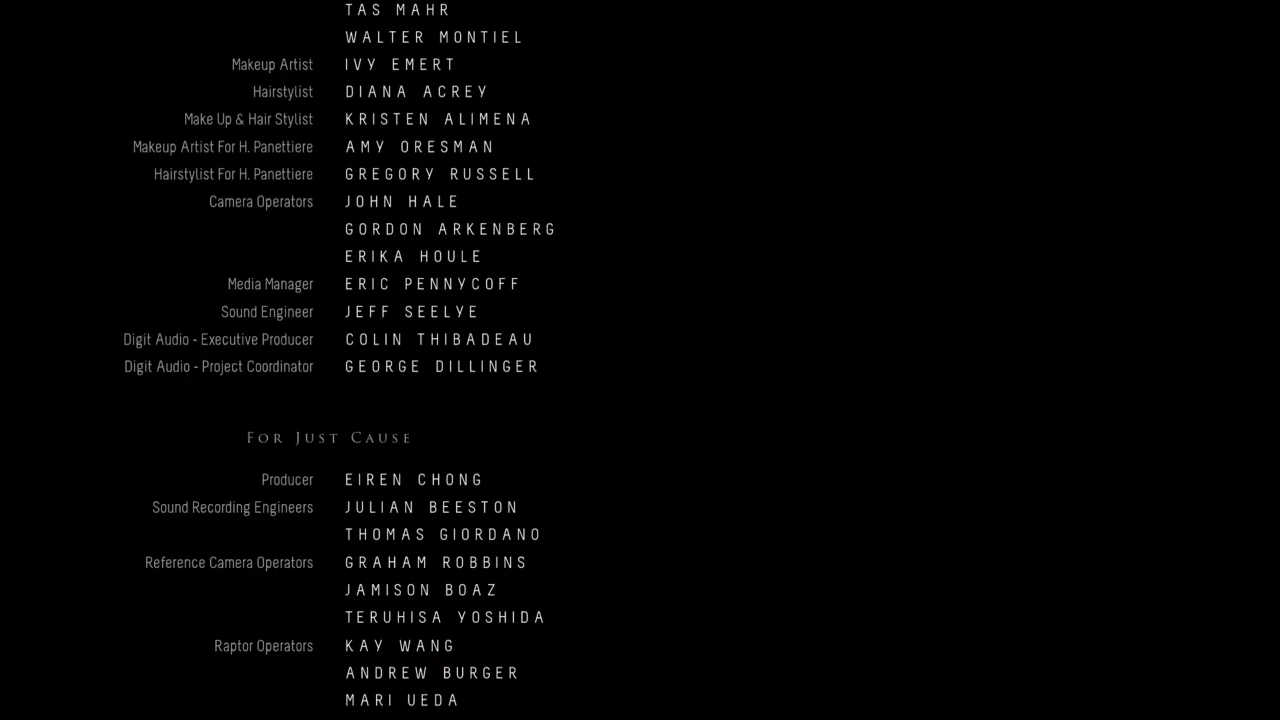 TAS MAHR
WALTER MONTIEL
Makeup Artist IVY EMERT
Hairstylist DIANA ACREY
Make Up & Hair Stylist KRISTEN ALIMENA
Makeup Artist For H. Panettiere AMY ORESMAN
Hairstylist For H. Panettiere GREGORY RUSSELL
Camera Operators JOHN HALE
GORDON ARKENBERG
ERIKA HOULE
Media Manager ERIC PENNYCOFF
Sound Engineer JEFF SEELYE
Digit Audio - Executive Producer COLIN THIBADEAU
Digit Audio - Project Coordinator GEORGE DILLINGER
FOR JUST CAUSE
Producer EIREN CHONG
Sound Recording Engineers JULIAN BEESTON
THOMAS GIORDANO
Reference Camera Operators GRAHAM ROBBINS
JAMISON BOAZ
TERUHISA YOSHIDA
Raptor Operators KAY WANG
ANDREW BURGER
MARI UEDA